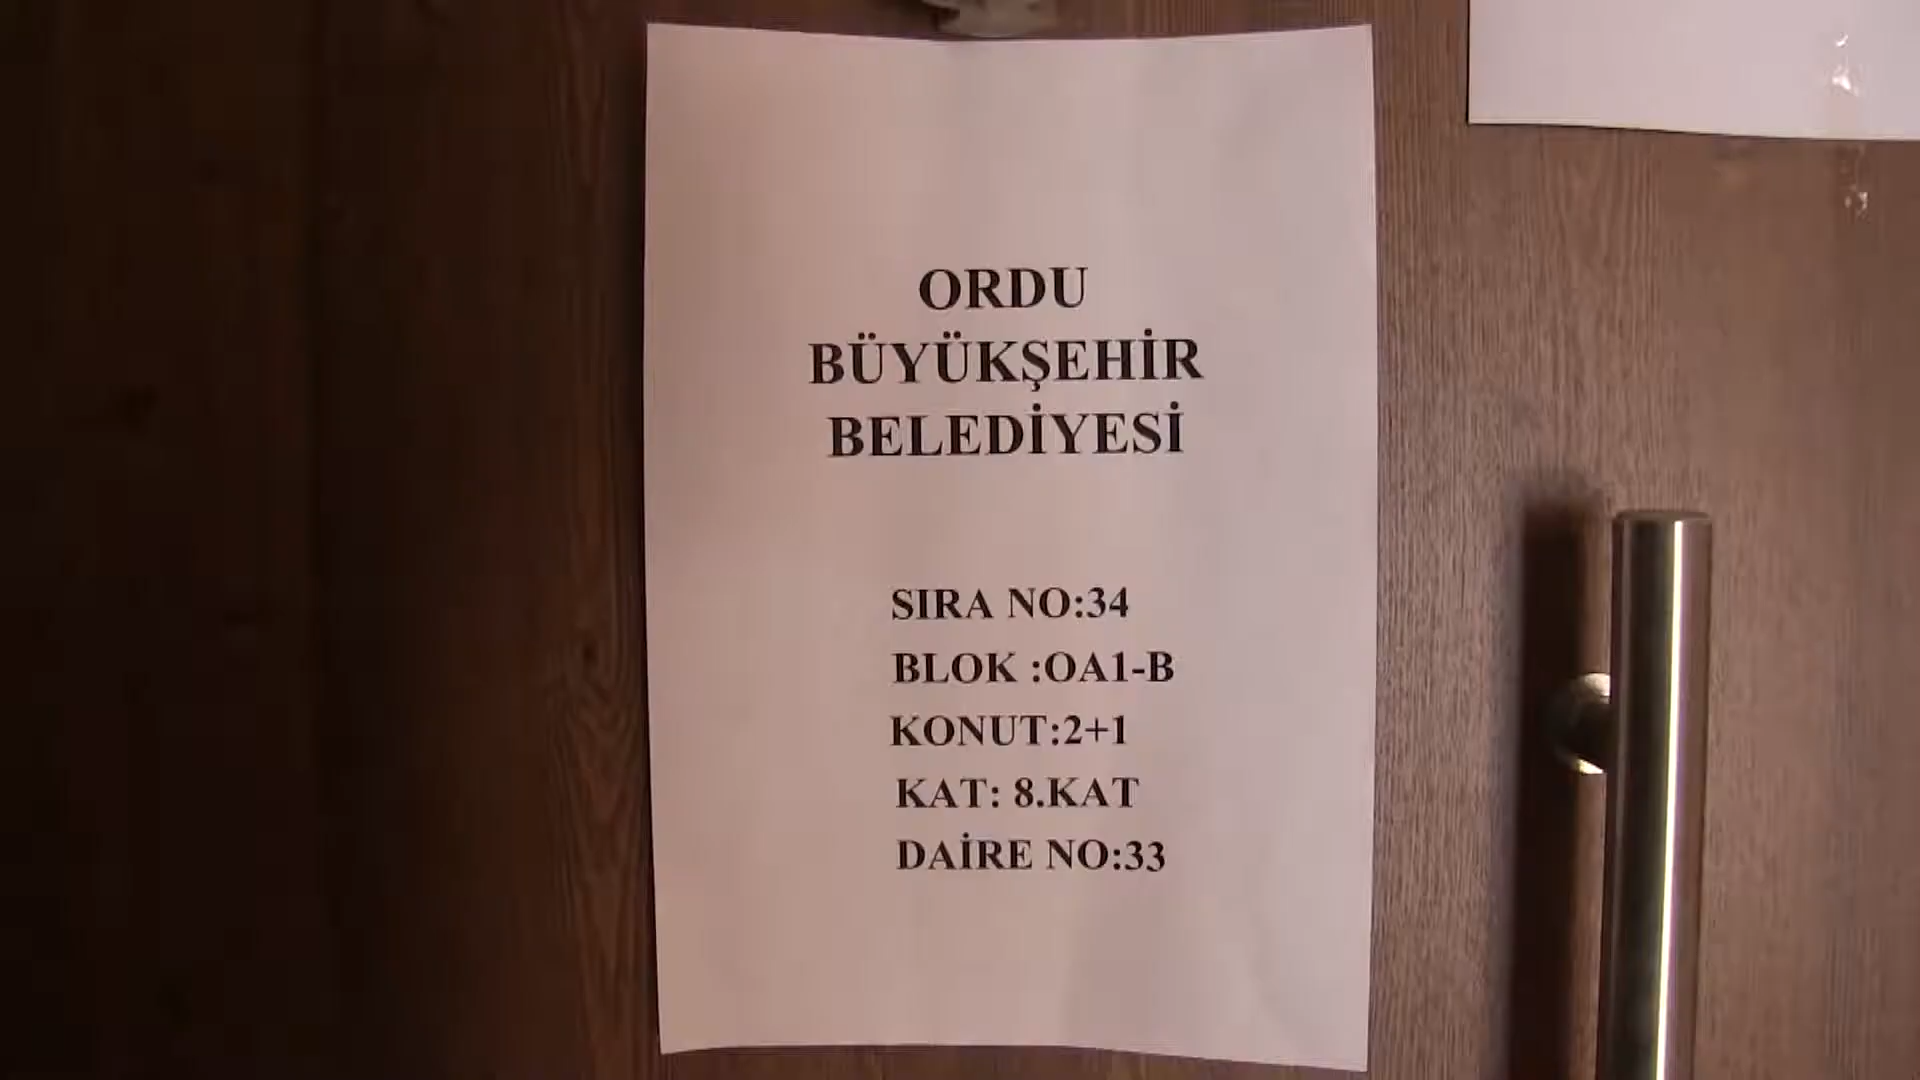 ORDU
BÜYÜKŞEHİR
BELEDİYESİ
SIRA NO:34
BLOK :OA1-B
KONUT:2+1
KAT: 8.KAT
DAİRE NO:33